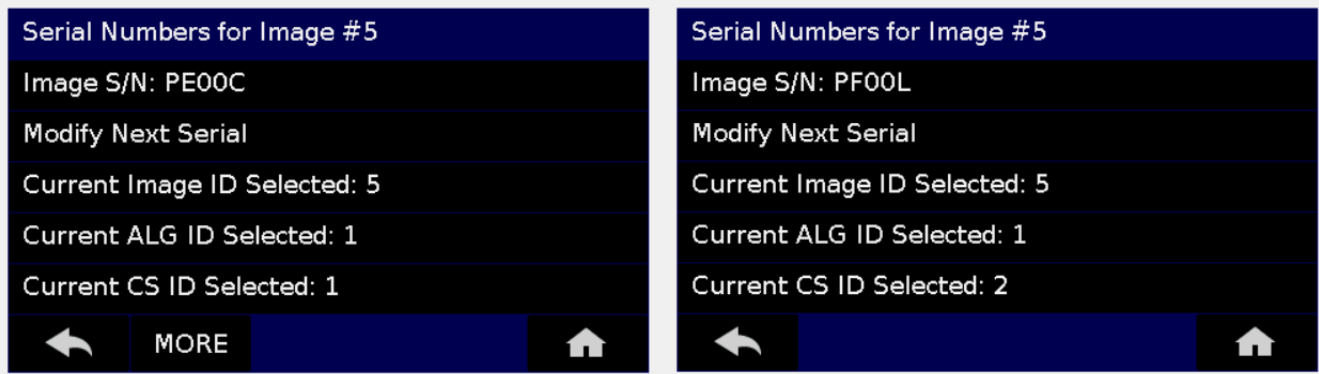 Serial Numbers for Image #5
Image S/N: PE00C
Modify Next Serial
Current Image ID Selected: 5
Current ALG ID Selected: 1
Current CS ID Selected: 1
MORE
Serial Numbers for Image #5
Image S/N: PF00L
Modify Next Serial
Current Image ID Selected: 5
Current ALG ID Selected: 1
Current CS ID Selected: 2